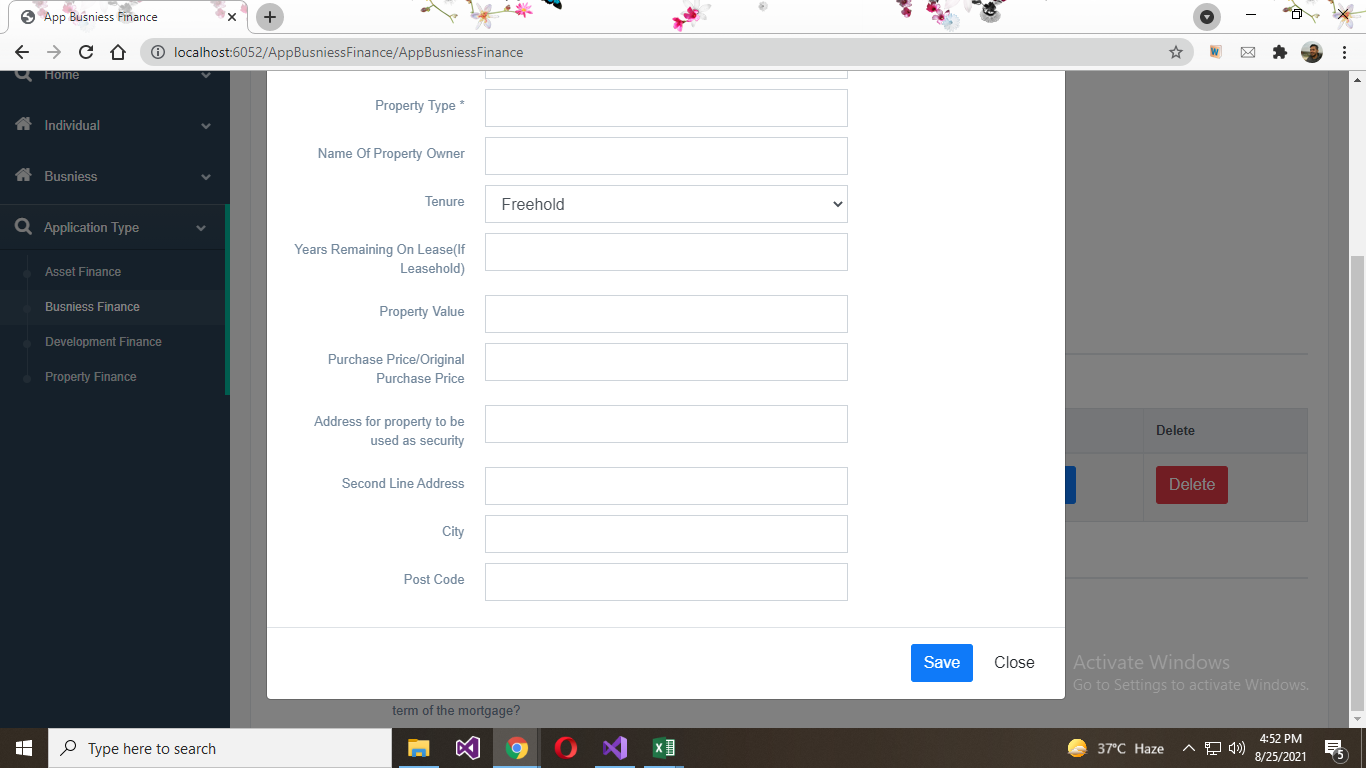 App Busniess Finance
localhost:6052/AppBusniessFinance/AppBusniessFinance
Home
Individual
Busniess
Application Type
Asset Finance
Busniess Finance
Development Finance
Property Finance
Property Type *
Name Of Property Owner
Tenure
Freehold
Years Remaining On Lease(If
Leasehold)
Property Value
Purchase Price/Original
Purchase Price
Address for property to be
used as security
Second Line Address
City
Post Code
Save
Close
Delete
Delete
term of the mortgage?
Activate Windows
Go to Settings to activate Windows.
Type here to search
37°C Haze
4:52 PM
8/25/2021
5